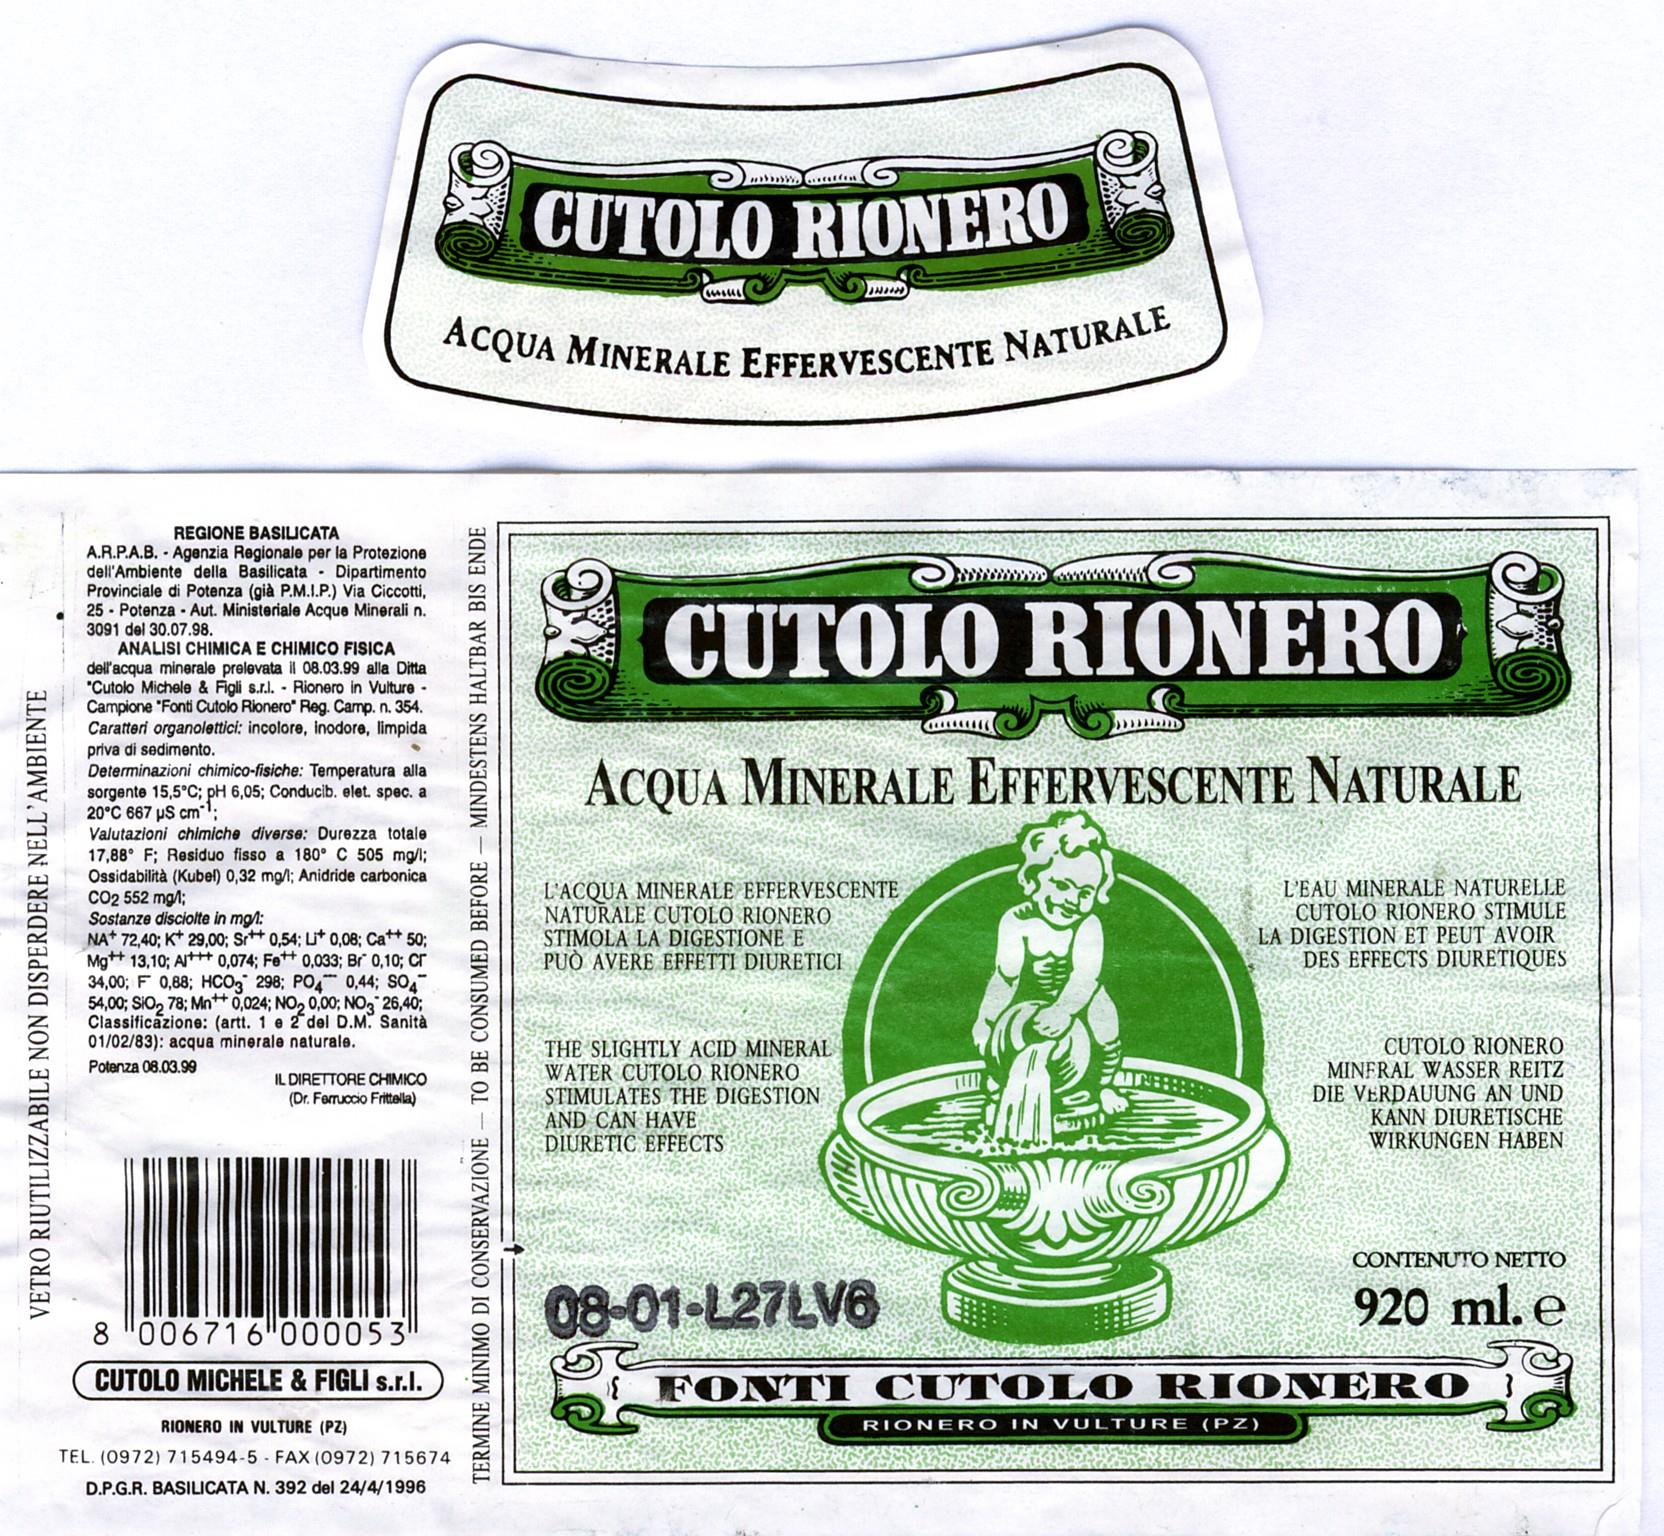 CUTOLO RIONERO
ACQUA MINERALE EFFERVESCENTE NATURALE
VETRO RIUTILIZZABILE NON DISPERDERE NELL'AMBIENTE
REGIONE BASILICATA
A.R.P.A.B. - Agenzia Regionale per la Protezione
dell'Ambiente della Basilicata - Dipartimento
Provinciale di Potenza (già P.M.I.P.) Via Ciccotti,
25 - Potenza - Aut. Ministeriale Acque Minerali n.
3091 del 30.07.98.
ANALISI CHIMICA E CHIMICO FISICA
dell'acqua minerale prelevata il 08.03.99 alla Ditta
"Cutolo Michele & Figli s.r.l. - Rionero in Vulture -
Campione "Fonti Cutolo Rionero" Reg. Camp. n. 354.
Caratteri organolettici: incolore, inodore, limpida
priva di sedimento.
Determinazioni chimico-fisiche: Temperatura alla
sorgente 15,5°C; pH 6,05; Conducib. elet. spec. a
20°C 667 µS cm⁻¹;
Valutazioni chimiche diverse: Durezza totale
17,88° F; Residuo fisso a 180° C 505 mg/l;
Ossidabilità (Kubel) 0,32 mg/l; Anidride carbonica
CO₂ 552 mg/l;
Sostanze disciolte in mg/l:
NA⁺ 72,40; K⁺ 29,00; Sr⁺⁺ 0,54; Li⁺ 0,08; Ca⁺⁺ 50;
Mg⁺⁺ 13,10; Al⁺⁺⁺ 0,074; Fe⁺⁺ 0,033; Br⁻ 0,10; Cl⁻
34,00; F⁻ 0,88; HCO₃⁻ 298; PO₄⁻⁻⁻ 0,44; SO₄⁻⁻
54,00; SiO₂ 78; Mn⁺⁺ 0,024; NO₂ 0,00; NO₃⁻ 26,40;
Classificazione: (artt. 1 e 2 del D.M. Sanità
01/02/83): acqua minerale naturale.
Potenza 08.03.99
IL DIRETTORE CHIMICO
(Dr. Ferruccio Frittella)
8 006716 000053
CUTOLO MICHELE & FIGLI s.r.l.
RIONERO IN VULTURE (PZ)
TEL. (0972) 715494-5 - FAX (0972) 715674
D.P.G.R. BASILICATA N. 392 del 24/4/1996
TERMINE MINIMO DI CONSERVAZIONE — TO BE CONSUMED BEFORE — MINDESTENS HALTBAR BIS ENDE
CUTOLO RIONERO
ACQUA MINERALE EFFERVESCENTE NATURALE
L'ACQUA MINERALE EFFERVESCENTE
NATURALE CUTOLO RIONERO
STIMOLA LA DIGESTIONE E
PUÒ AVERE EFFETTI DIURETICI
L'EAU MINERALE NATURELLE
CUTOLO RIONERO STIMULE
LA DIGESTION ET PEUT AVOIR
DES EFFECTS DIURETIQUES
THE SLIGHTLY ACID MINERAL
WATER CUTOLO RIONERO
STIMULATES THE DIGESTION
AND CAN HAVE
DIURETIC EFFECTS
CUTOLO RIONERO
MINERAL WASSER REITZ
DIE VERDAUUNG AN UND
KANN DIURETISCHE
WIRKUNGEN HABEN
08-01-L27LV6
CONTENUTO NETTO
920 ml. e
FONTI CUTOLO RIONERO
RIONERO IN VULTURE (PZ)